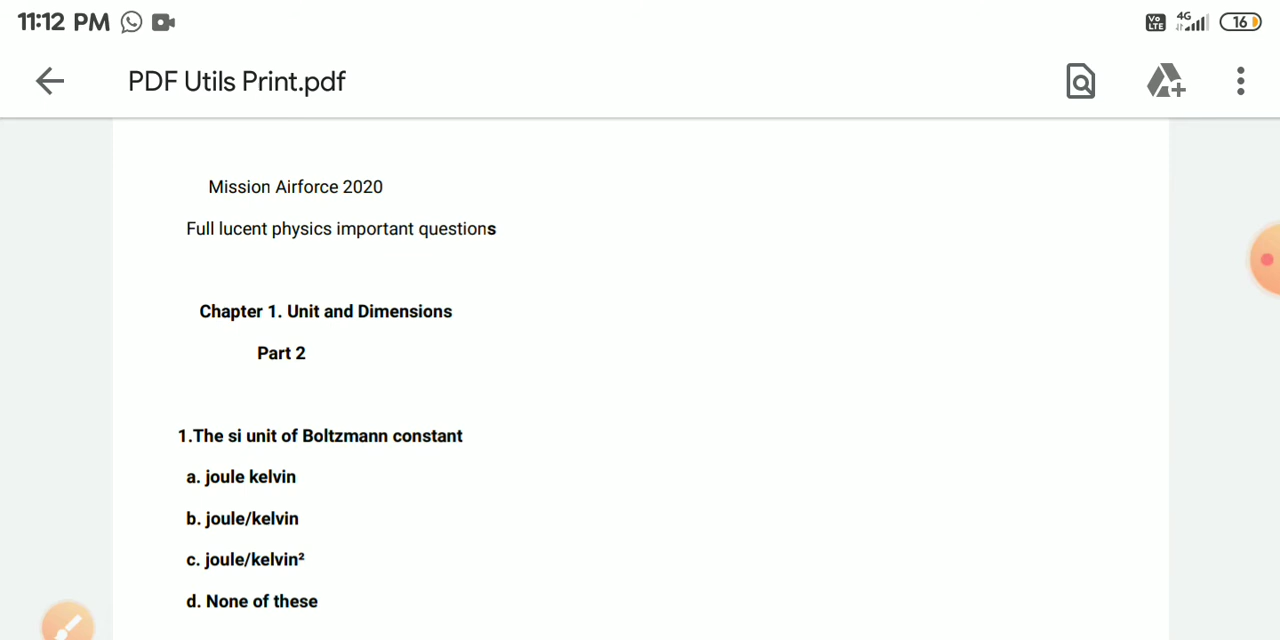 11:12 PM
Vo LTE 4G 16
PDF Utils Print.pdf
Mission Airforce 2020
Full lucent physics important questions
Chapter 1. Unit and Dimensions
Part 2
1.The si unit of Boltzmann constant
a. joule kelvin
b. joule/kelvin
c. joule/kelvin²
d. None of these